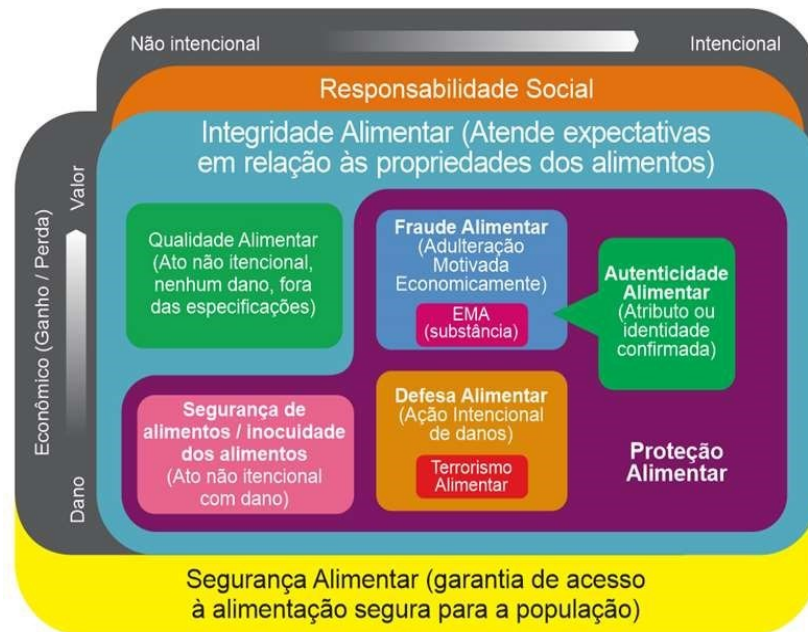 Não intencional
Intencional
Responsabilidade Social
Integridade Alimentar (Atende expectativas
em relação às propriedades dos alimentos)
Econômico (Ganho / Perda)
Valor
Dano
Qualidade Alimentar
(Ato não itencional,
nenhum dano, fora
das especificações)
Fraude Alimentar
(Adulteração
Motivada
Economicamente)
EMA
(substância)
Autenticidade
Alimentar
(Atributo ou
identidade
confirmada)
Segurança de
alimentos / inocuidade
dos alimentos
(Ato não itencional
com dano)
Defesa Alimentar
(Ação Intencional
de danos)
Terrorismo
Alimentar
Proteção
Alimentar
Segurança Alimentar (garantia de acesso
à alimentação segura para a população)